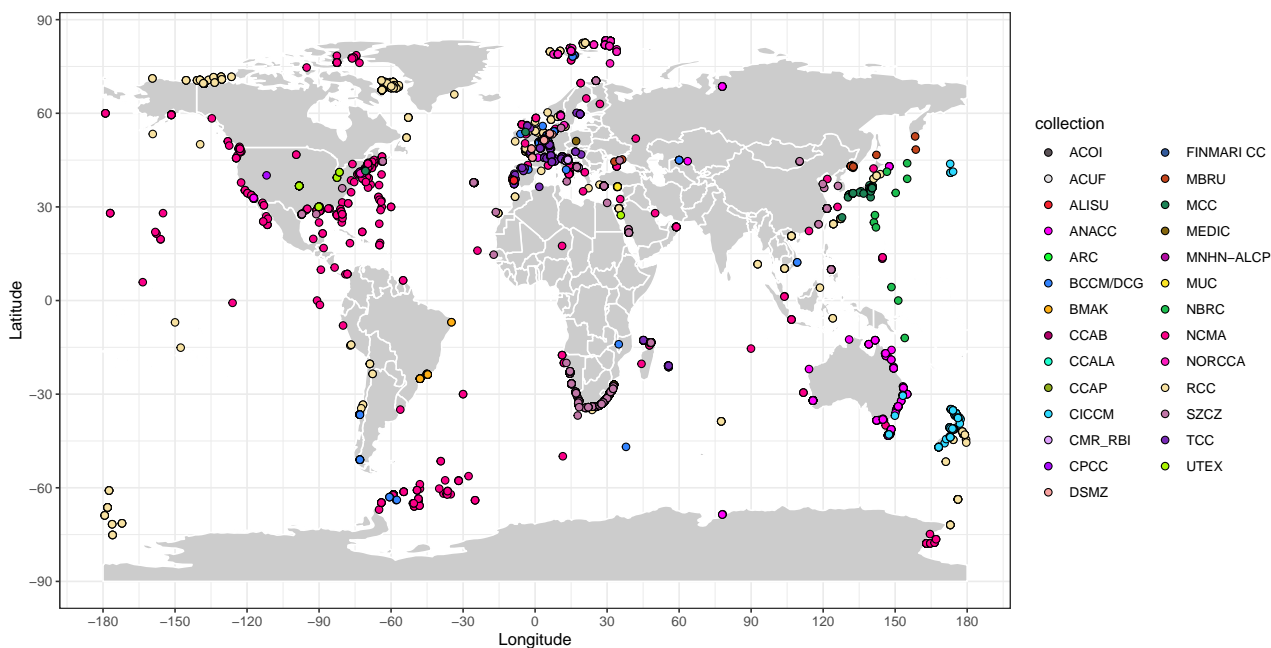 90
60
30
0
−30
−60
−90
Latitude
−180 −150 −120 −90 −60 −30 0 30 60 90 120 150 180
Longitude
collection
ACOI
ACUF
ALISU
ANACC
ARC
BCCM/DCG
BMAK
CCAB
CCALA
CCAP
CICCM
CMR_RBI
CPCC
DSMZ
FINMARI CC
MBRU
MCC
MEDIC
MNHN−ALCP
MUC
NBRC
NCMA
NORCCA
RCC
SZCZ
TCC
UTEX